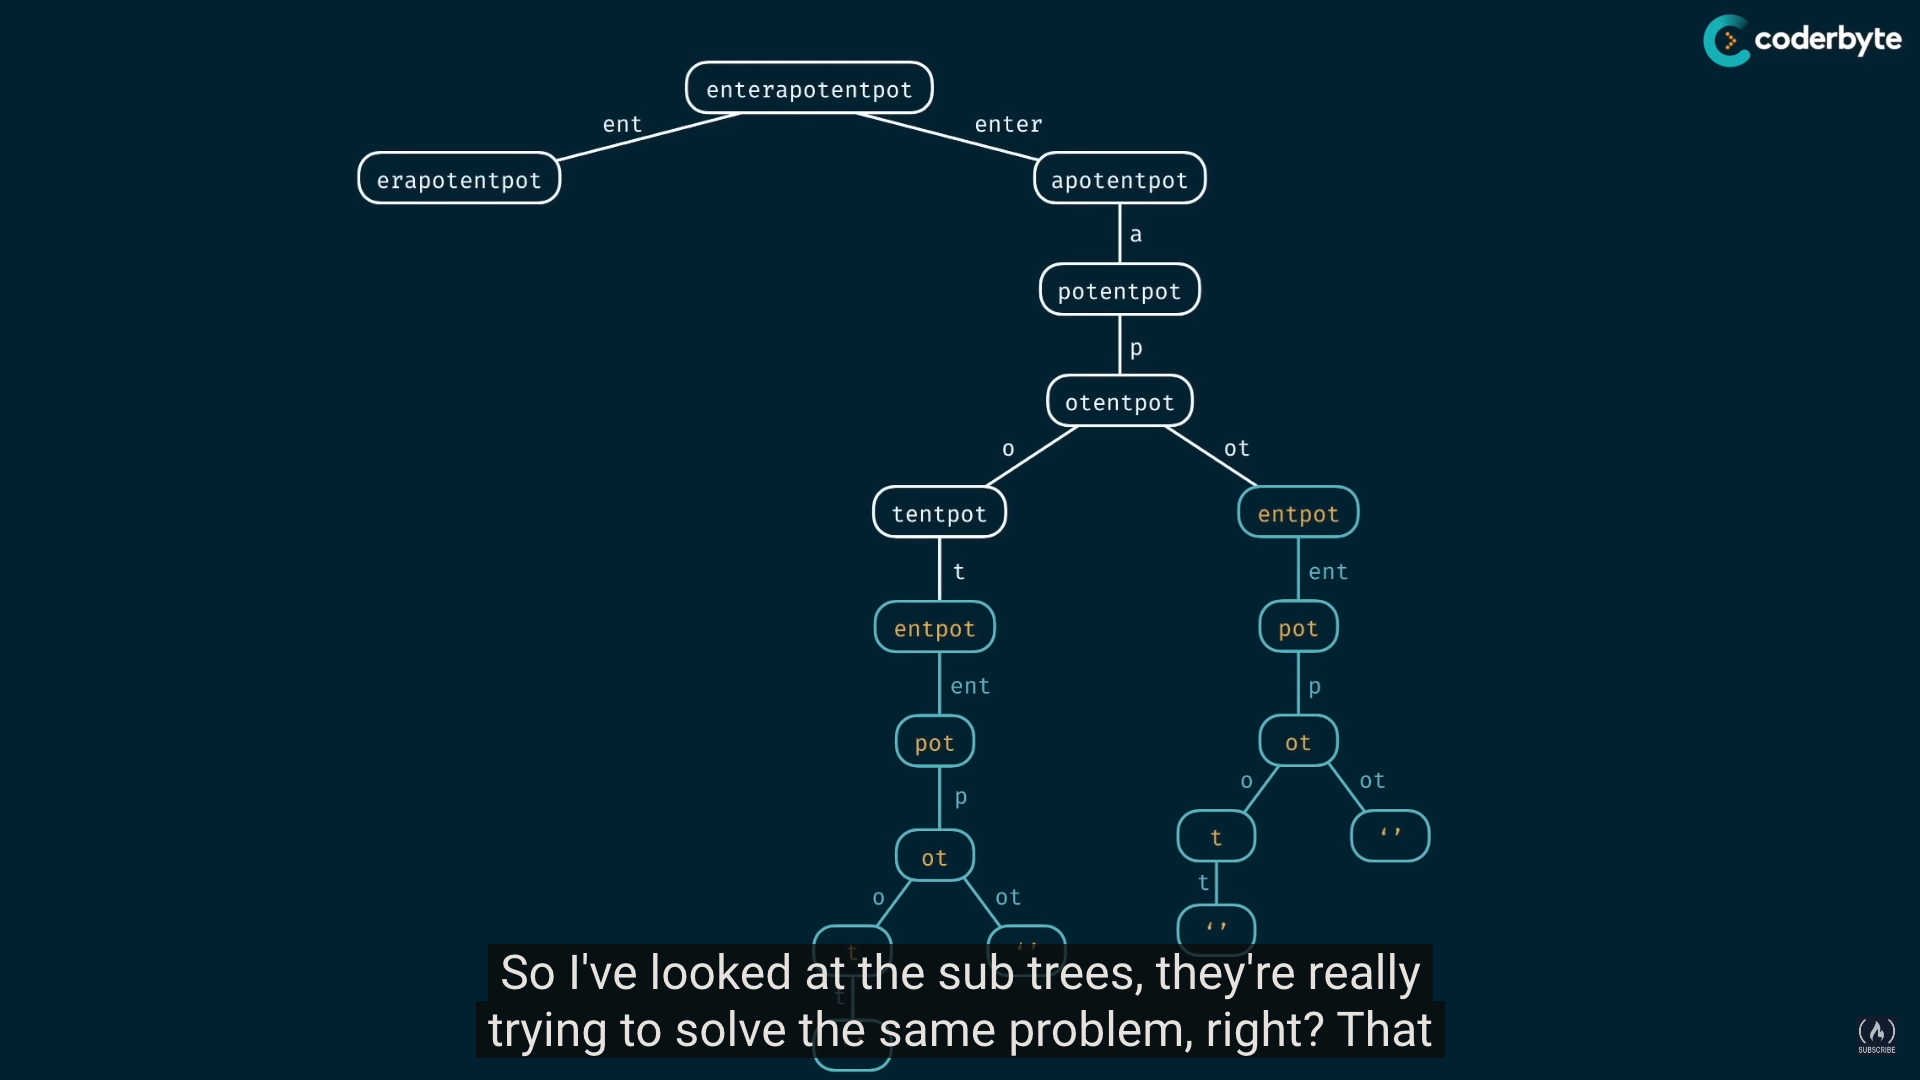 coderbyte
enterapotentpot
ent
enter
erapotentpot
apotentpot
a
potentpot
p
otentpot
o
ot
tentpot
entpot
t
ent
entpot
pot
ent
p
pot
ot
p
o
ot
ot
t
‘’
o
ot
t
t
‘’
‘’
t
So I've looked at the sub trees, they're really
trying to solve the same problem, right? That
SUBSCRIBE